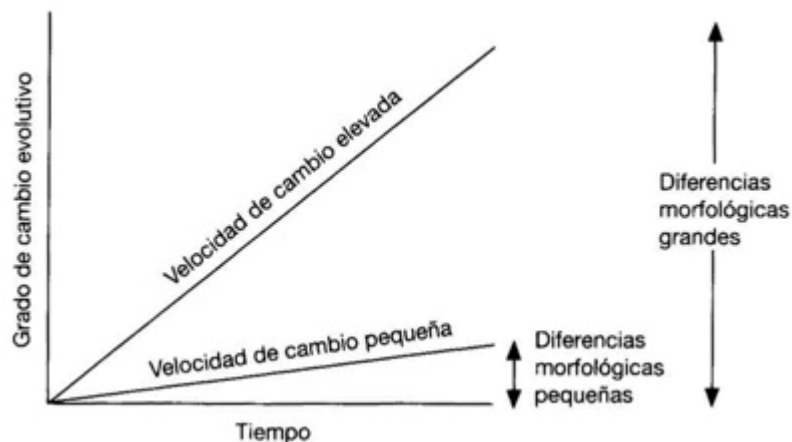 Grado de cambio evolutivo
Velocidad de cambio elevada
Diferencias
morfológicas
grandes
Velocidad de cambio pequeña
Diferencias
morfológicas
pequeñas
Tiempo